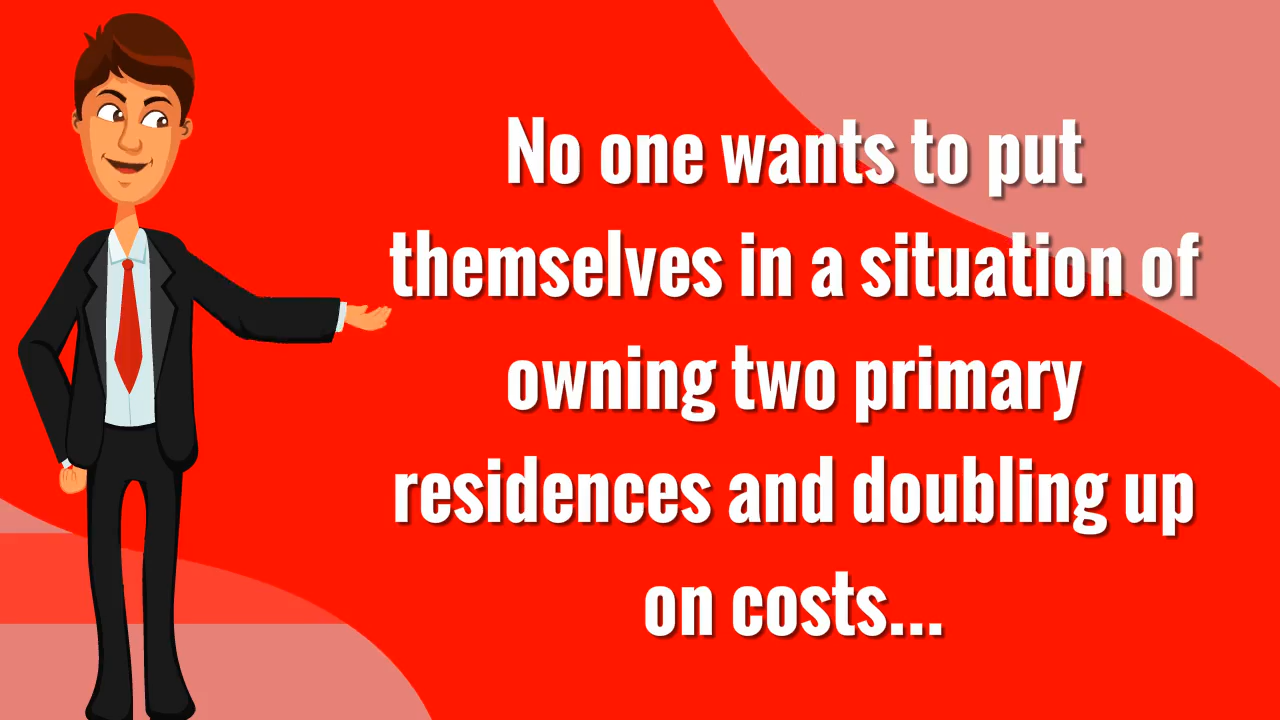 No one wants to put
themselves in a situation of
owning two primary
residences and doubling up
on costs...